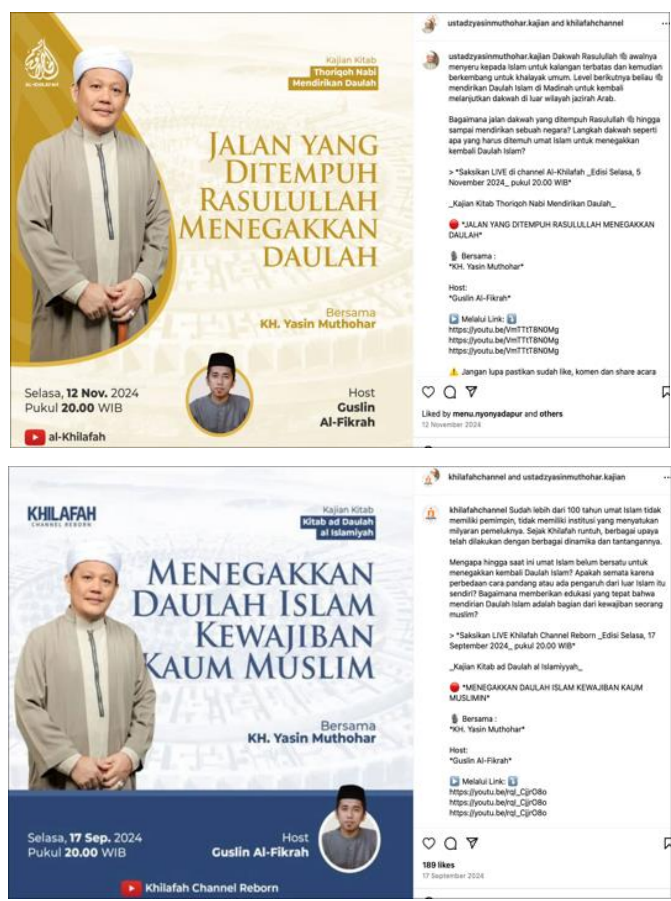 AL-KHILAFAH
Kajian Kitab
Thoriqoh Nabi
Mendirikan Daulah
JALAN YANG
DITEMPUH
RASULULLAH
MENEGAKKAN
DAULAH
Bersama
KH. Yasin Muthohar
Selasa, 12 Nov. 2024
Pukul 20.00 WIB
Host
Guslin
Al-Fikrah
al-Khilafah
ustadzyasinmuthohar.kajian and khilafahchannel
ustadzyasinmuthohar.kajian Dakwah Rasulullah ﷺ awalnya
menyeru kepada Islam untuk kalangan terbatas dan kemudian
berkembang untuk khalayak umum. Level berikutnya beliau ﷺ
mendirikan Daulah Islam di Madinah untuk kembali
melanjutkan dakwah di luar wilayah jazirah Arab.
Bagaimana jalan dakwah yang ditempuh Rasulullah ﷺ hingga
sampai mendirikan sebuah negara? Langkah dakwah seperti
apa yang harus ditemuh umat Islam untuk menegakkan
kembali Daulah Islam?
> *Saksikan LIVE di channel Al-Khilafah _Edisi Selasa, 5
November 2024_ pukul 20.00 WIB*
_Kajian Kitab Thoriqoh Nabi Mendirikan Daulah_
🔴 *JALAN YANG DITEMPUH RASULULLAH MENEGAKKAN
DAULAH*
🎙 Bersama :
*KH. Yasin Muthohar*
Host:
*Guslin Al-Fikrah*
▶️ Melalui Link: ⤵️
https://youtu.be/VmTTtT8N0Mg
https://youtu.be/VmTTtT8N0Mg
https://youtu.be/VmTTtT8N0Mg
⚠️ Jangan lupa pastikan sudah like, komen dan share acara
Liked by menu.nyonyadapur and others
12 November 2024
KHILAFAH
CHANNEL REBORN
Kajian Kitab
Kitab ad Daulah
al Islamiyah
MENEGAKKAN
DAULAH ISLAM
KEWAJIBAN
KAUM MUSLIM
Bersama
KH. Yasin Muthohar
Selasa, 17 Sep. 2024
Pukul 20.00 WIB
Host
Guslin Al-Fikrah
Khilafah Channel Reborn
khilafahchannel and ustadzyasinmuthohar.kajian
khilafahchannel Sudah lebih dari 100 tahun umat Islam tidak
memiliki pemimpin, tidak memiliki institusi yang menyatukan
milyaran pemeluknya. Sejak Khilafah runtuh, berbagai upaya
telah dilakukan dengan berbagai dinamika dan tantangannya.
Mengapa hingga saat ini umat Islam belum bersatu untuk
menegakkan kembali Daulah Islam? Apakah semata karena
perbedaan cara pandang atau ada pengaruh dari luar Islam itu
sendiri? Bagaimana memberikan edukasi yang tepat bahwa
mendirian Daulah Islam adalah bagian dari kewajiban seorang
muslim?
> *Saksikan LIVE Khilafah Channel Reborn _Edisi Selasa, 17
September 2024_ pukul 20.00 WIB*
_Kajian Kitab ad Daulah al Islamiyyah_
🔴 *MENEGAKKAN DAULAH ISLAM KEWAJIBAN KAUM
MUSLIMIN*
🎙 Bersama :
*KH. Yasin Muthohar*
Host:
*Guslin Al-Fikrah*
▶️ Melalui Link: ⤵️
https://youtu.be/rqI_CjjrO8o
https://youtu.be/rqI_CjjrO8o
https://youtu.be/rqI_CjjrO8o
189 likes
17 September 2024